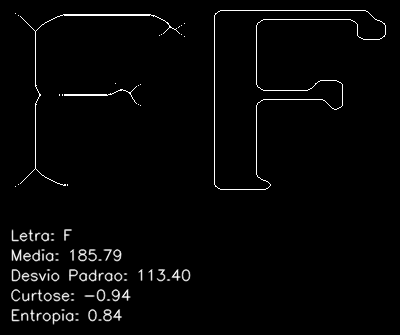 F F
Letra: F
Media: 185.79
Desvio Padrao: 113.40
Curtose: -0.94
Entropia: 0.84